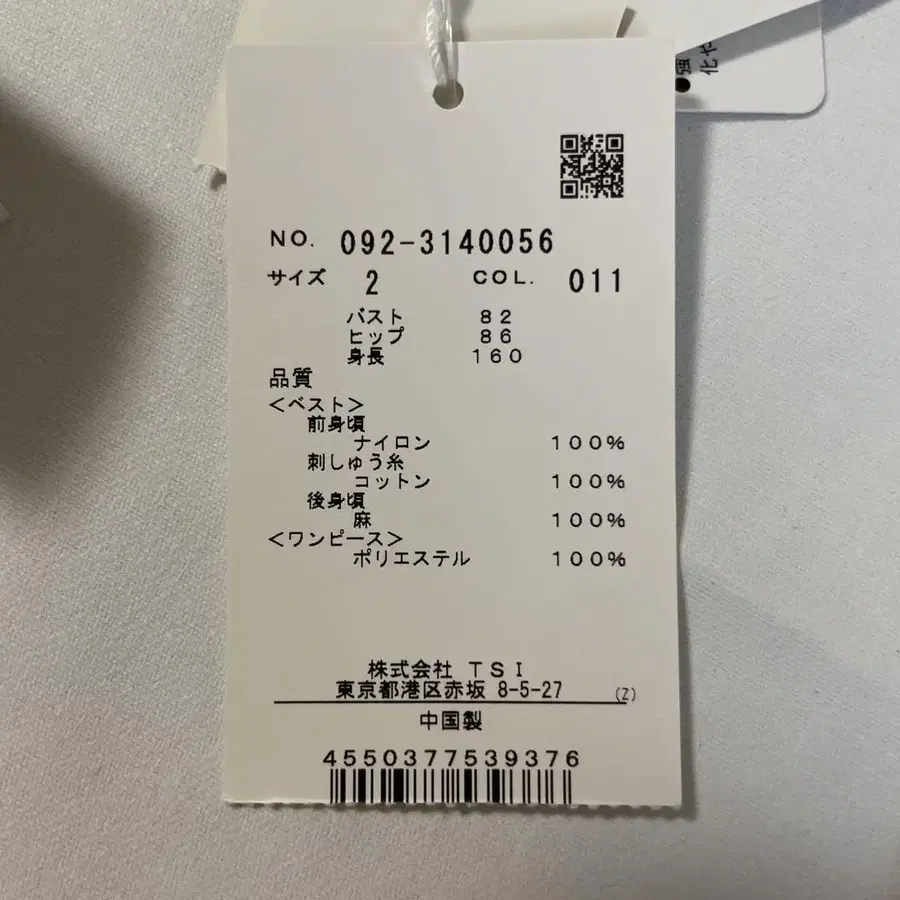 強
化や
NO. 092-3140056
サイズ 2 COL. 011
バスト 82
ヒップ 86
身長 160
品質
<ベスト>
前身頃
ナイロン 100%
刺しゅう糸
コットン 100%
後身頃
麻 100%
<ワンピース>
ポリエステル 100%
株式会社 TSI
東京都港区赤坂 8-5-27 (Z)
中国製
4550377539376